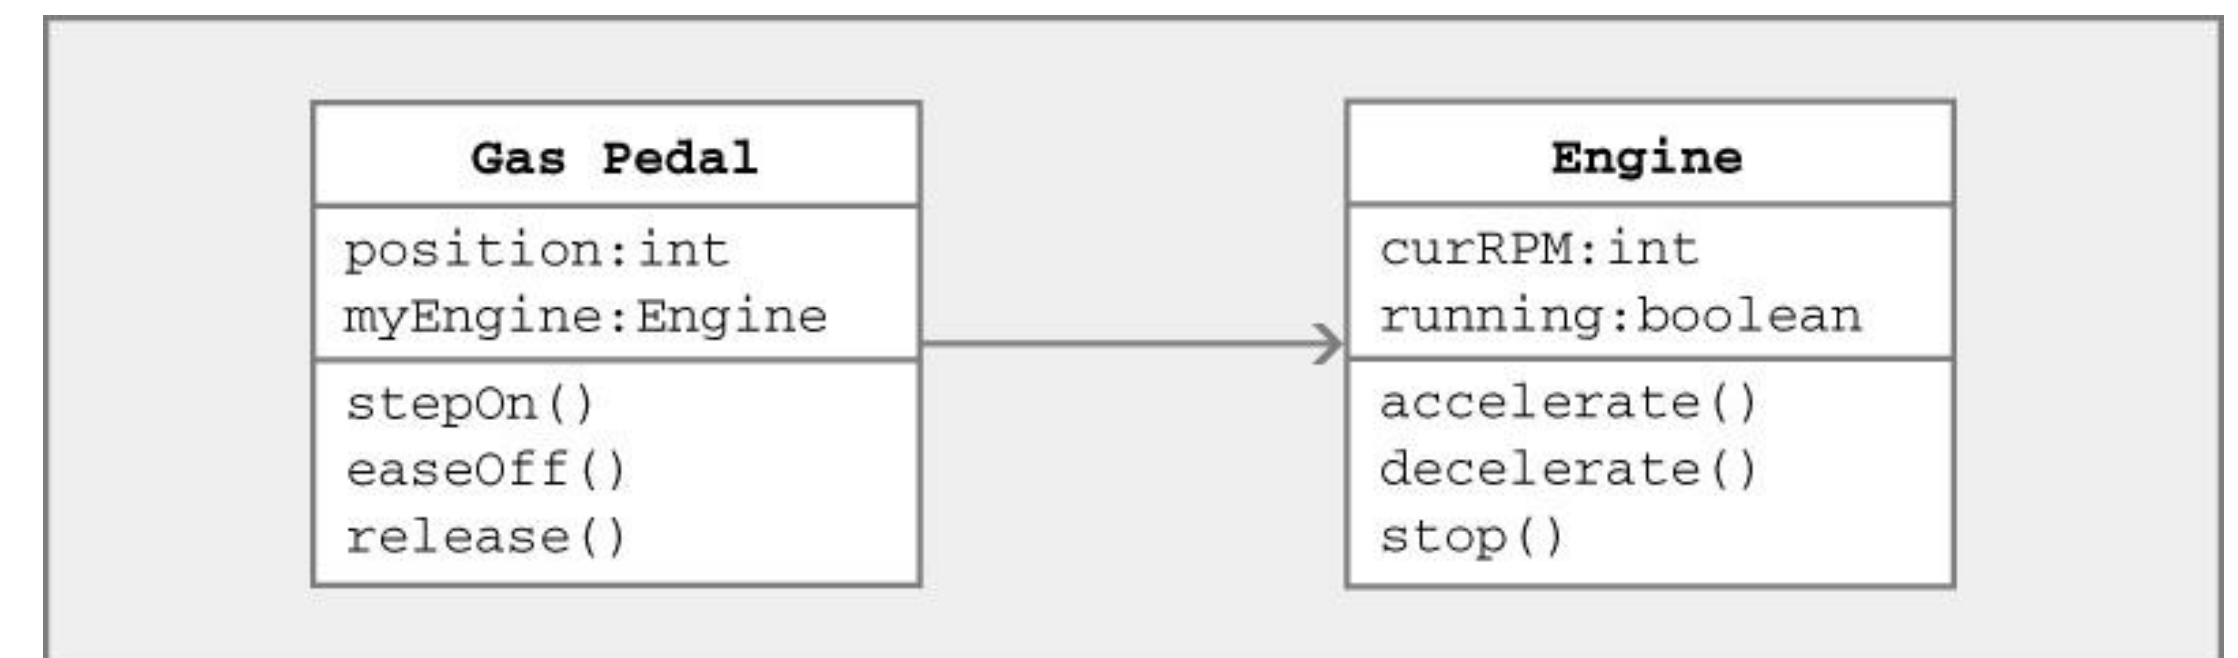 Gas Pedal
position:int
myEngine:Engine
stepOn()
easeOff()
release()
Engine
curRPM:int
running:boolean
accelerate()
decelerate()
stop()